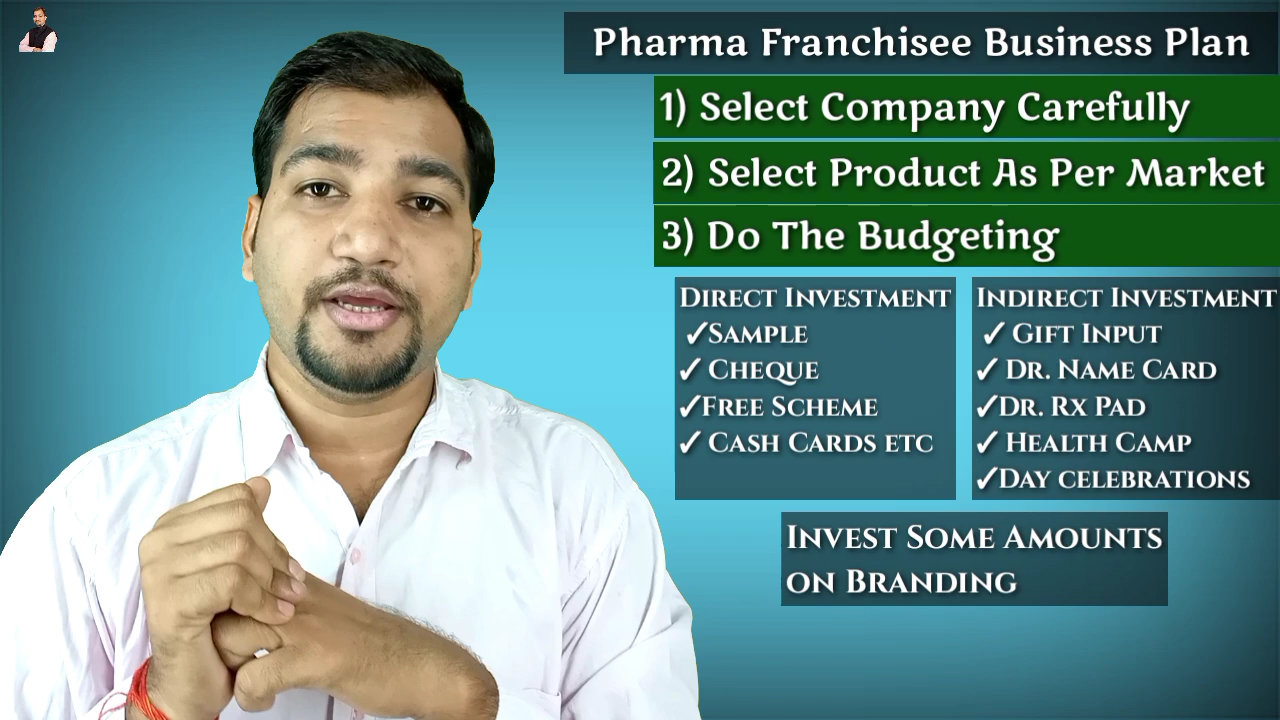 Pharma Franchisee Business Plan
1) Select Company Carefully
2) Select Product As Per Market
3) Do The Budgeting
Direct Investment
✓Sample
✓ Cheque
✓Free Scheme
✓ Cash Cards etc
Indirect Investment
✓ Gift Input
✓ Dr. Name Card
✓Dr. Rx Pad
✓ Health Camp
✓Day celebrations
Invest Some Amounts
on Branding